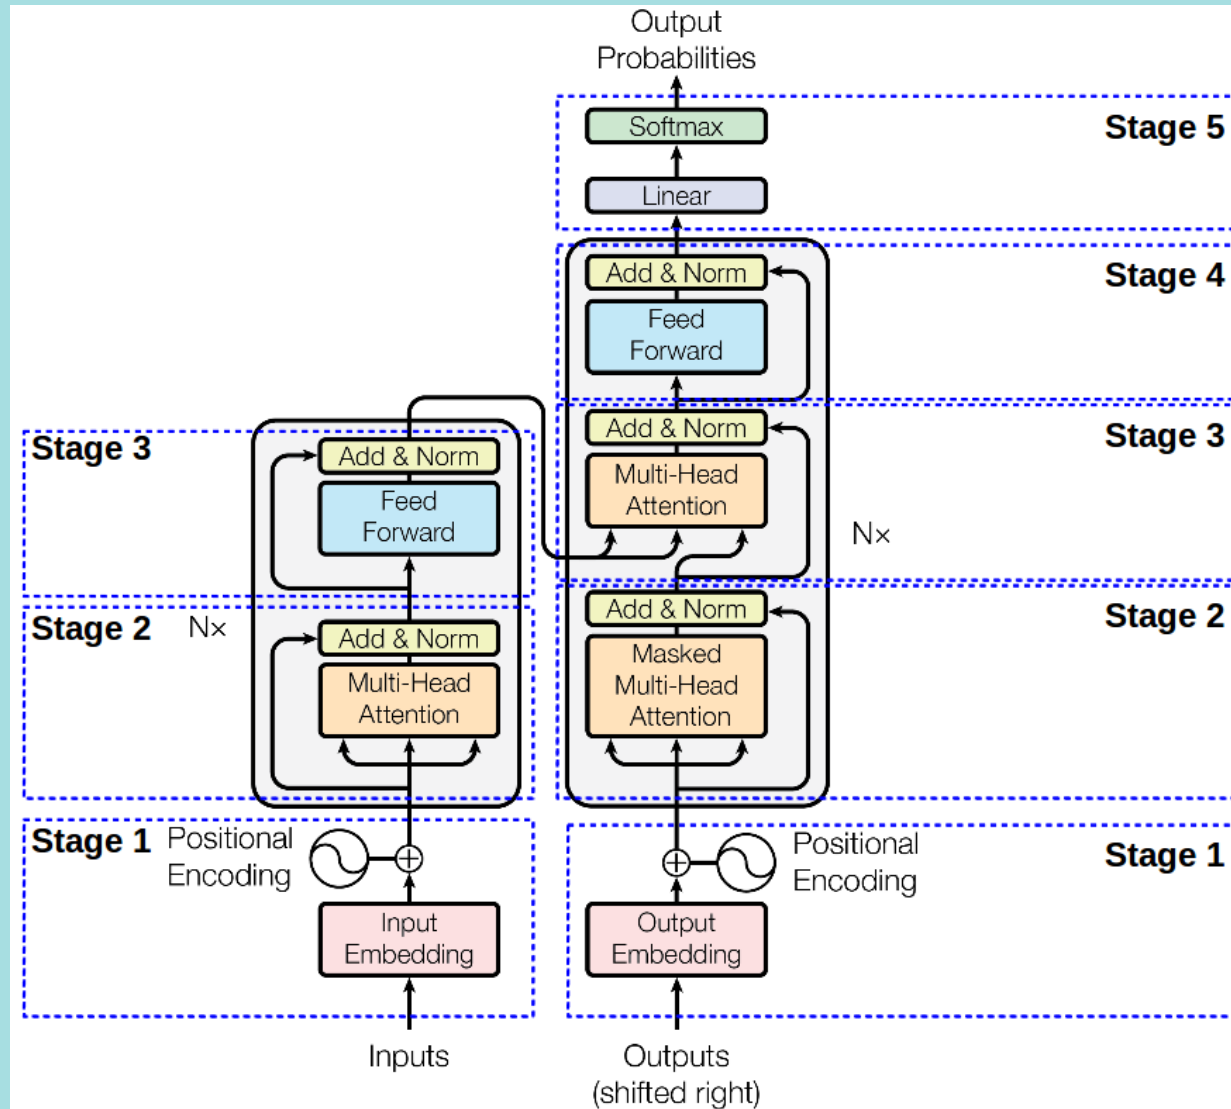 Output
Probabilities
Softmax
Stage 5
Linear
Add & Norm
Stage 4
Feed
Forward
Add & Norm
Stage 3
Multi-Head
Attention
N×
Add & Norm
Stage 2
Masked
Multi-Head
Attention
Positional
Encoding
Stage 1
Output
Embedding
Outputs
(shifted right)
Stage 3
Add & Norm
Feed
Forward
Stage 2
N×
Add & Norm
Multi-Head
Attention
Stage 1
Positional
Encoding
Input
Embedding
Inputs